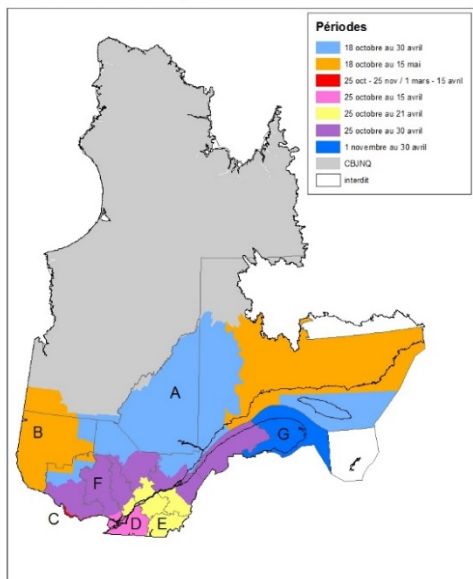 Périodes
18 octobre au 30 avril
18 octobre au 15 mai
25 oct - 25 nov / 1 mars - 15 avril
25 octobre au 15 avril
25 octobre au 21 avril
25 octobre au 30 avril
1 novembre au 30 avril
CBJNQ
interdit
A
B
G
F
C
D
E